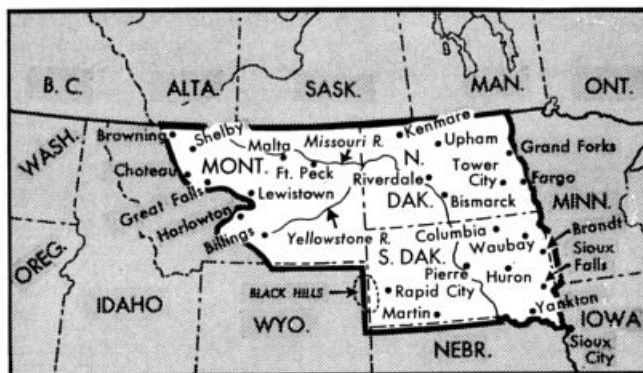 B. C.
ALTA.
SASK.
MAN.
ONT.
WASH.
Browning
Shelby
Malta
Missouri R.
Kenmare
Upham
Grand Forks
Choteau
MONT.
Ft. Peck
N.
DAK.
Riverdale
Tower
City
Fargo
Great Falls
Lewistown
Bismarck
MINN.
Harlowton
Billings
Yellowstone R.
Columbia
Waubay
Brandt
OREG.
S. DAK.
Pierre
Huron
Sioux
Falls
IDAHO
BLACK HILLS
Rapid City
Martin
Yankton
IOWA
WYO.
NEBR.
Sioux
City